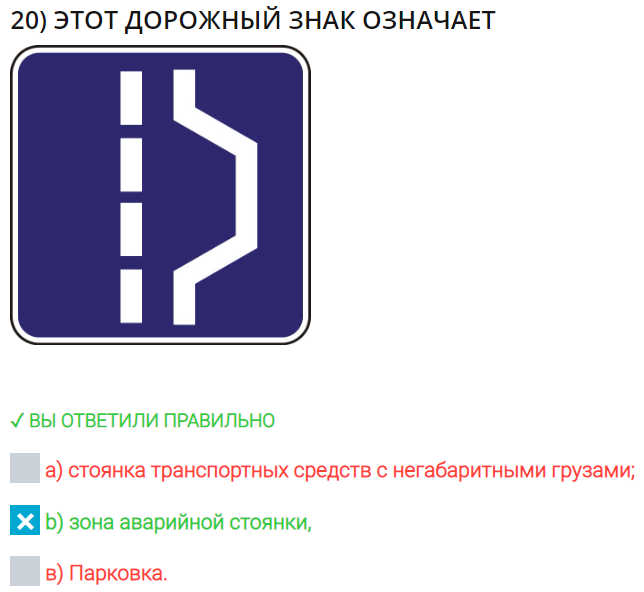 20) ЭТОТ ДОРОЖНЫЙ ЗНАК ОЗНАЧАЕТ
✓ ВЫ ОТВЕТИЛИ ПРАВИЛЬНО
а) стоянка транспортных средств с негабаритными грузами;
b) зона аварийной стоянки,
в) Парковка.